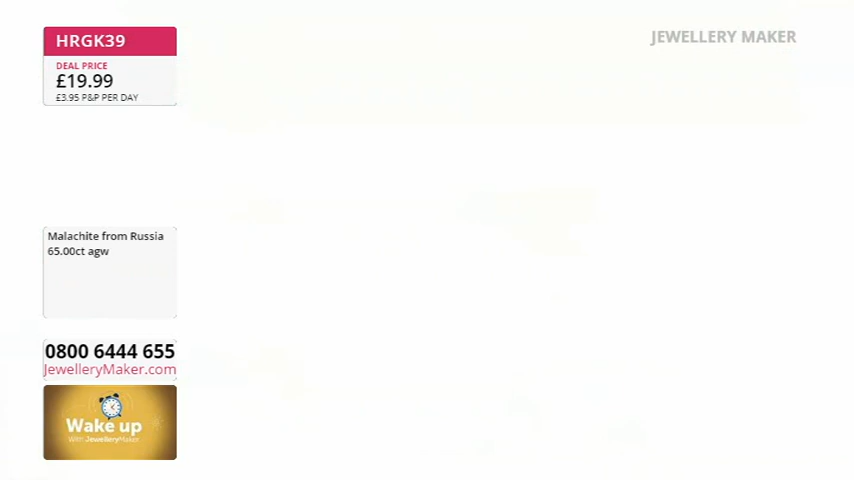 HRGK39
DEAL PRICE
£19.99
£3.95 P&P PER DAY
JEWELLERY MAKER
Malachite from Russia
65.00ct agw
0800 6444 655
JewelleryMaker.com
Wake up
With JewelleryMaker